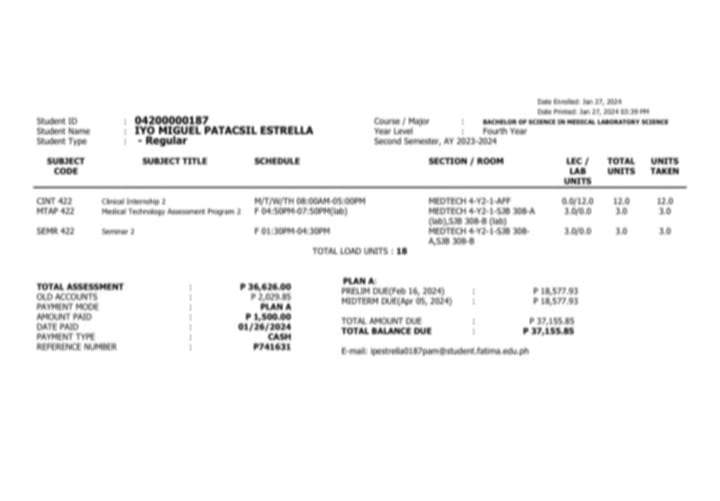 Date Enrolled: Jan 27, 2024
Date Printed: Jan 27, 2024 03:39 PM
Student ID : 04200000187 Course / Major : BACHELOR OF SCIENCE IN MEDICAL LABORATORY SCIENCE
Student Name : IYO MIGUEL PATACSIL ESTRELLA Year Level : Fourth Year
Student Type : - Regular Second Semester, AY 2023-2024
SUBJECT CODE SUBJECT TITLE SCHEDULE SECTION / ROOM LEC / LAB UNITS TOTAL UNITS UNITS TAKEN
CINT 422 Clinical Internship 2 M/T/W/TH 08:00AM-05:00PM MEDTECH 4-Y2-1-AFF 0.0/12.0 12.0 12.0
MTAP 422 Medical Technology Assessment Program 2 F 04:50PM-07:50PM(lab) MEDTECH 4-Y2-1-SJB 308-A 3.0/0.0 3.0 3.0
(lab),SJB 308-B (lab)
SEMR 422 Seminar 2 F 01:30PM-04:30PM MEDTECH 4-Y2-1-SJB 308- 3.0/0.0 3.0 3.0
A,SJB 308-B
TOTAL LOAD UNITS : 18
TOTAL ASSESSMENT : P 36,626.00
OLD ACCOUNTS : P 2,029.85
PAYMENT MODE : PLAN A
AMOUNT PAID : P 1,500.00
DATE PAID : 01/26/2024
PAYMENT TYPE : CASH
REFERENCE NUMBER : P741631
PLAN A:
PRELIM DUE(Feb 16, 2024) : P 18,577.93
MIDTERM DUE(Apr 05, 2024) : P 18,577.93
TOTAL AMOUNT DUE : P 37,155.85
TOTAL BALANCE DUE : P 37,155.85
E-mail: ipestrella0187pam@student.fatima.edu.ph